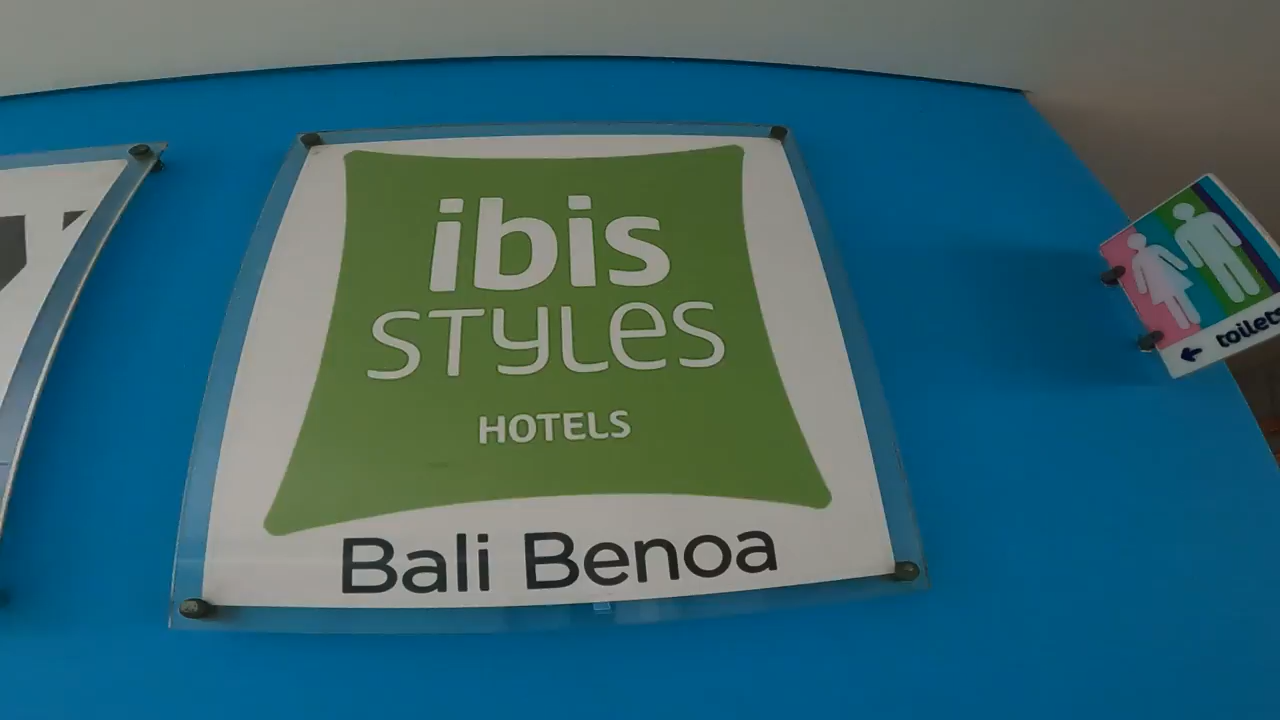 ibis
STYLES
HOTELS
Bali Benoa
← toilets